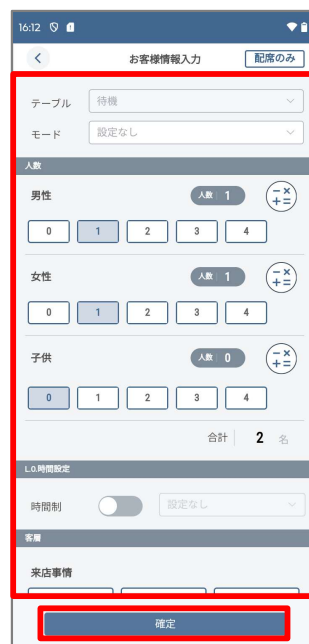 16:12
お客様情報入力 配席のみ
テーブル 待機
モード 設定なし
人数
男性 人数 1
0 1 2 3 4
女性 人数 1
0 1 2 3 4
子供 人数 0
0 1 2 3 4
合計 2 名
L.O.時間設定
時間制 設定なし
客層
来店事情
確定